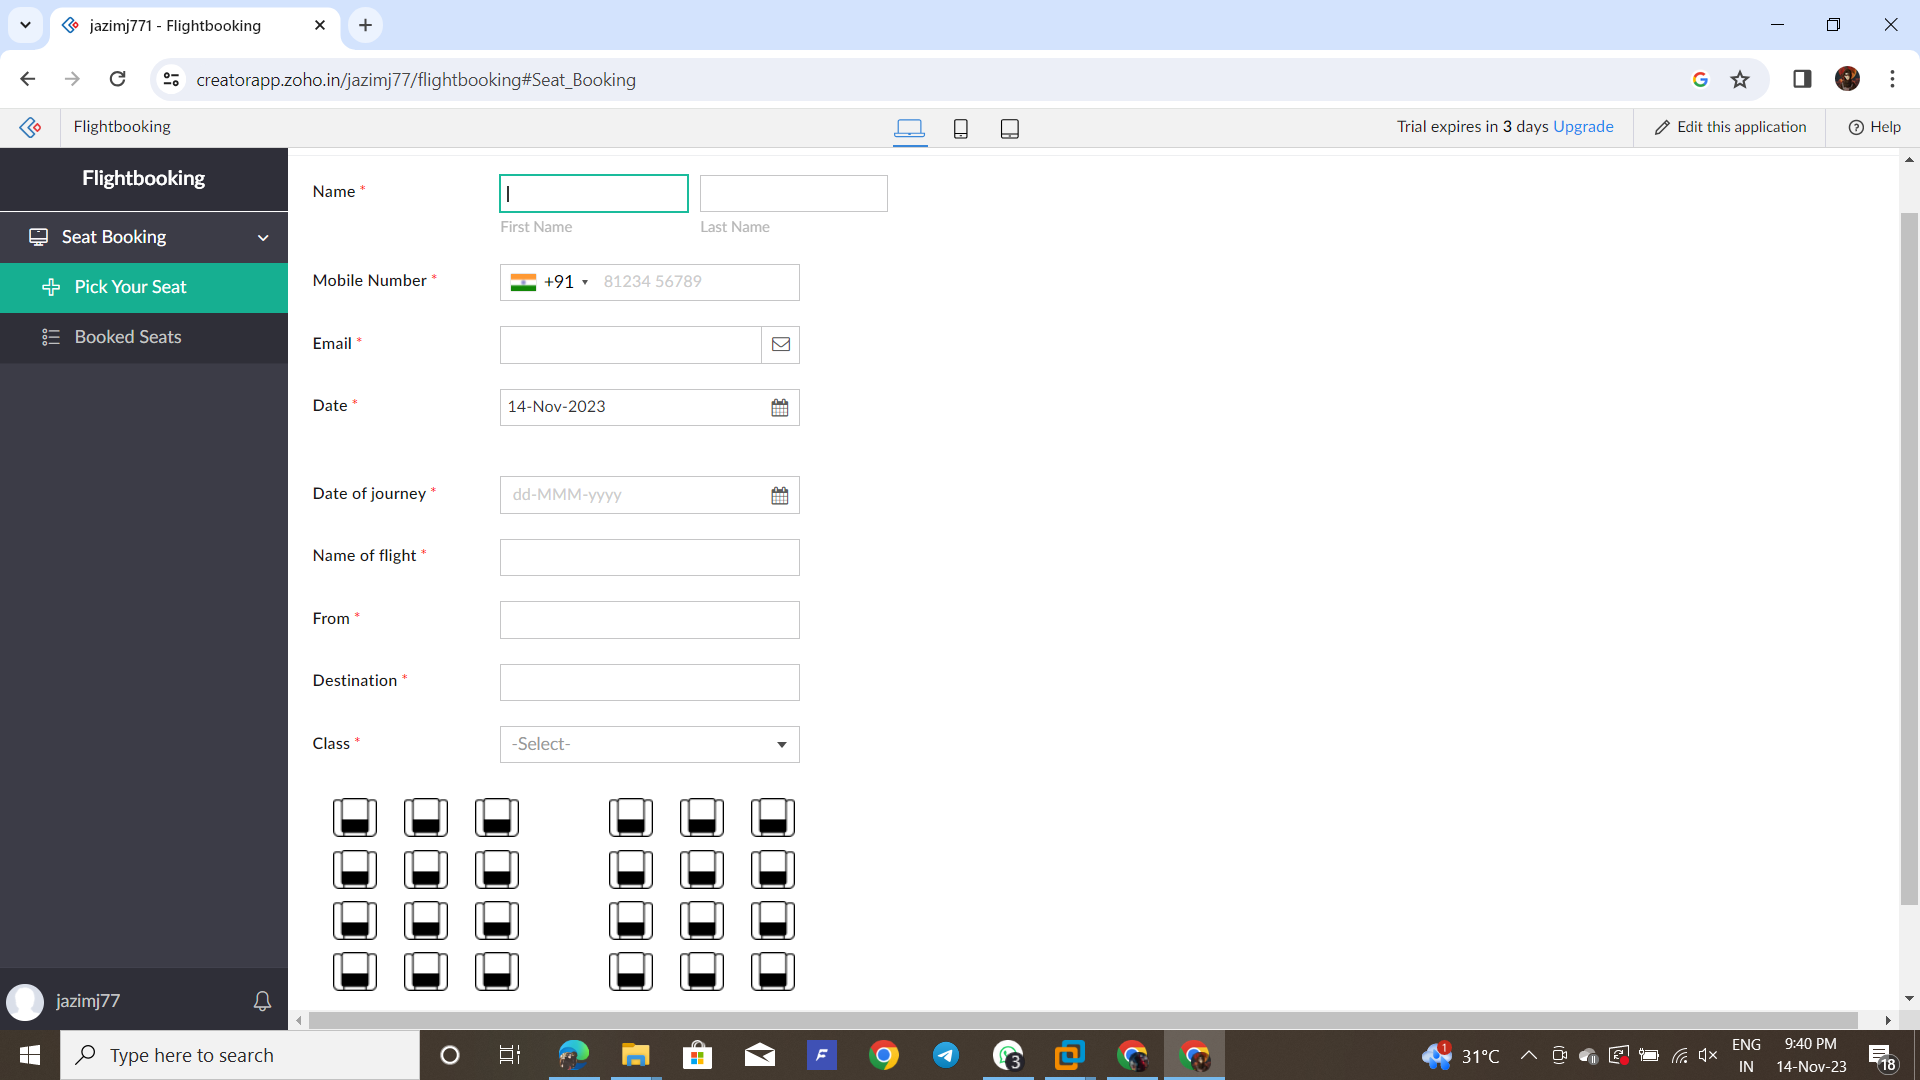 jazimj771 - Flightbooking
creatorapp.zoho.in/jazimj77/flightbooking#Seat_Booking
Flightbooking
Trial expires in 3 days Upgrade
Edit this application
Help
Flightbooking
Seat Booking
Pick Your Seat
Booked Seats
Name *
First Name
Last Name
Mobile Number *
+91
81234 56789
Email *
Date *
14-Nov-2023
Date of journey *
dd-MMM-yyyy
Name of flight *
From *
Destination *
Class *
-Select-
jazimj77
Type here to search
F
3
1
31°C
ENG
IN
9:40 PM
14-Nov-23
18